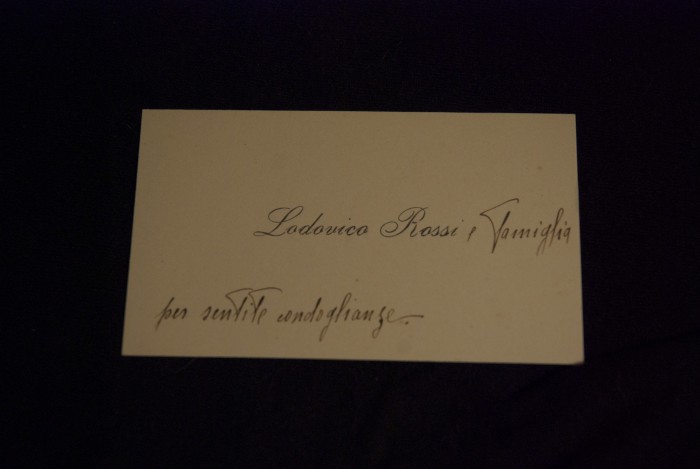 Lodovico Rossi e famiglia
per sentite condoglianze.